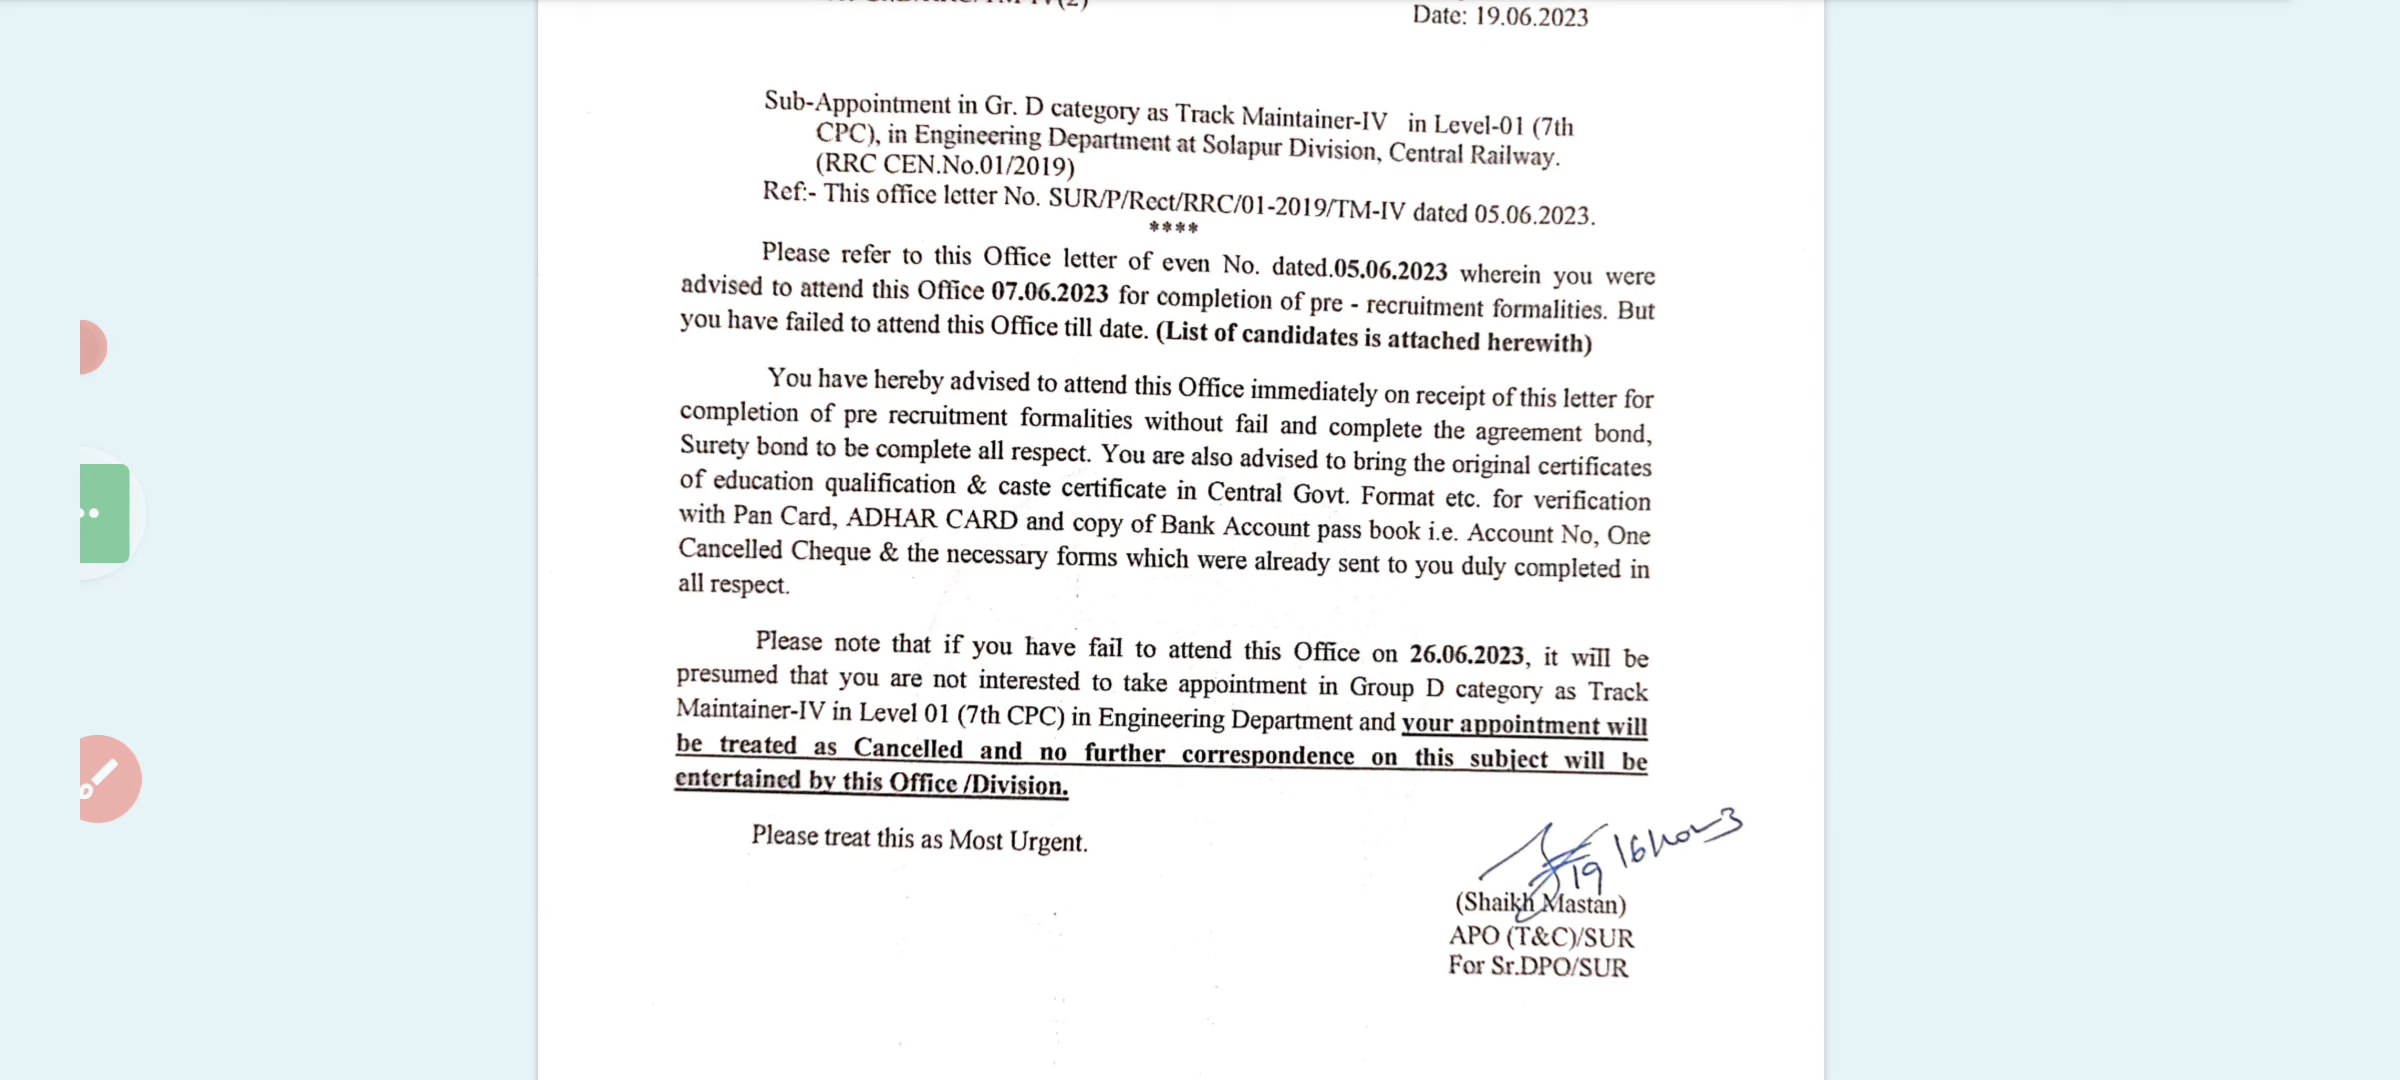 Date: 19.06.2023
Sub-Appointment in Gr. D category as Track Maintainer-IV in Level-01 (7th
CPC), in Engineering Department at Solapur Division, Central Railway.
(RRC CEN.No.01/2019)
Ref:- This office letter No. SUR/P/Rect/RRC/01-2019/TM-IV dated 05.06.2023.
****
Please refer to this Office letter of even No. dated.05.06.2023 wherein you were
advised to attend this Office 07.06.2023 for completion of pre - recruitment formalities. But
you have failed to attend this Office till date. (List of candidates is attached herewith)
You have hereby advised to attend this Office immediately on receipt of this letter for
completion of pre recruitment formalities without fail and complete the agreement bond,
Surety bond to be complete all respect. You are also advised to bring the original certificates
of education qualification & caste certificate in Central Govt. Format etc. for verification
with Pan Card, ADHAR CARD and copy of Bank Account pass book i.e. Account No, One
Cancelled Cheque & the necessary forms which were already sent to you duly completed in
all respect.
Please note that if you have fail to attend this Office on 26.06.2023, it will be
presumed that you are not interested to take appointment in Group D category as Track
Maintainer-IV in Level 01 (7th CPC) in Engineering Department and your appointment will
be treated as Cancelled and no further correspondence on this subject will be
entertained by this Office /Division.
Please treat this as Most Urgent.
(Shaikh Mastan)
APO (T&C)/SUR
For Sr.DPO/SUR